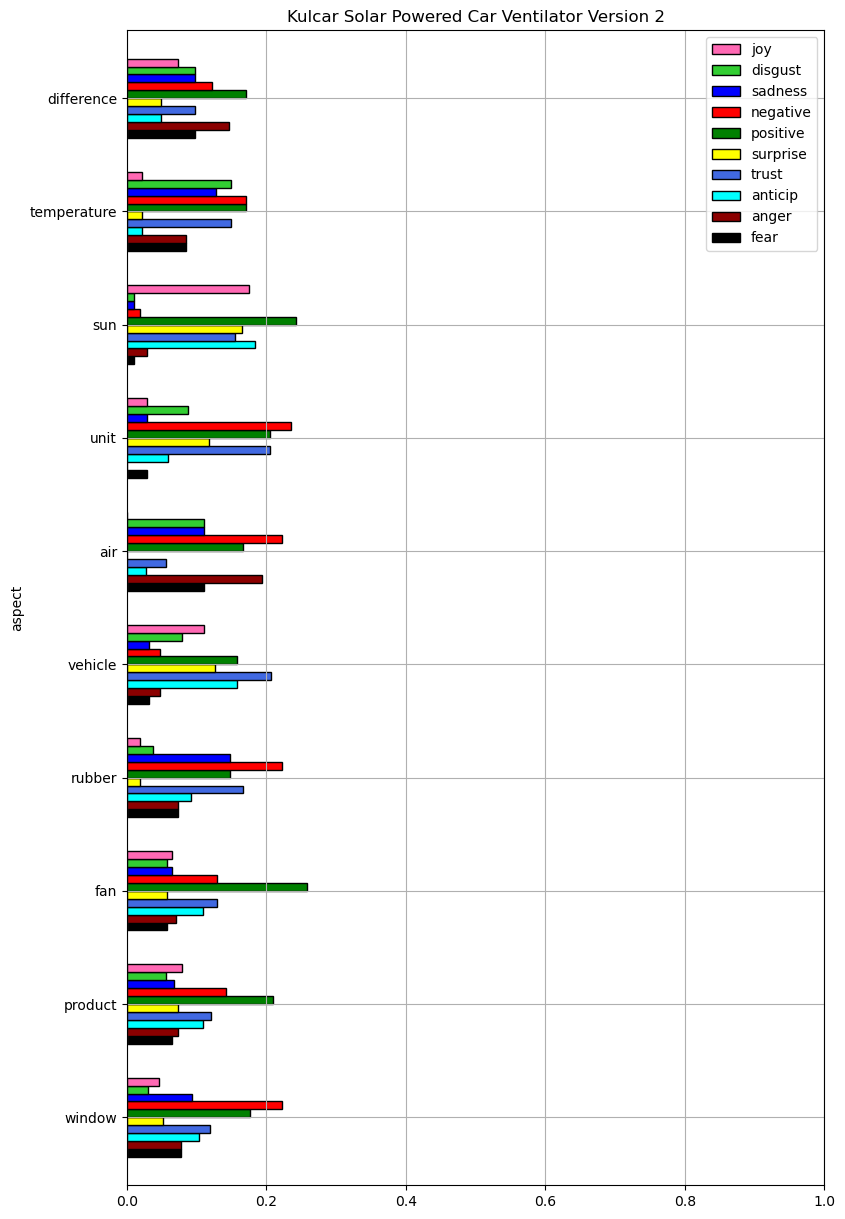 Kulcar Solar Powered Car Ventilator Version 2
joy
disgust
sadness
negative
positive
surprise
trust
anticip
anger
fear
difference
temperature
sun
unit
air
vehicle
rubber
fan
product
window
aspect
0.0 0.2 0.4 0.6 0.8 1.0